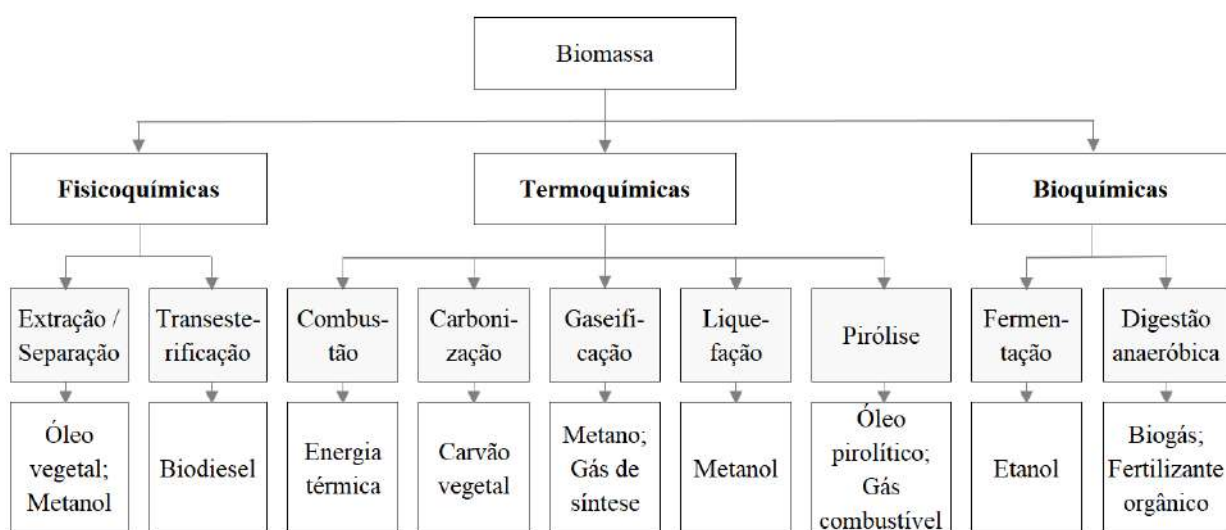 Biomassa
Fisicoquímicas
Termoquímicas
Bioquímicas
Extração /
Separação
Transeste-
rificação
Combus-
tão
Carboni-
zação
Gaseifi-
cação
Lique-
fação
Pirólise
Fermen-
tação
Digestão
anaeróbica
Óleo
vegetal;
Metanol
Biodiesel
Energia
térmica
Carvão
vegetal
Metano;
Gás de
síntese
Metanol
Óleo
pirolítico;
Gás
combustível
Etanol
Biogás;
Fertilizante
orgânico